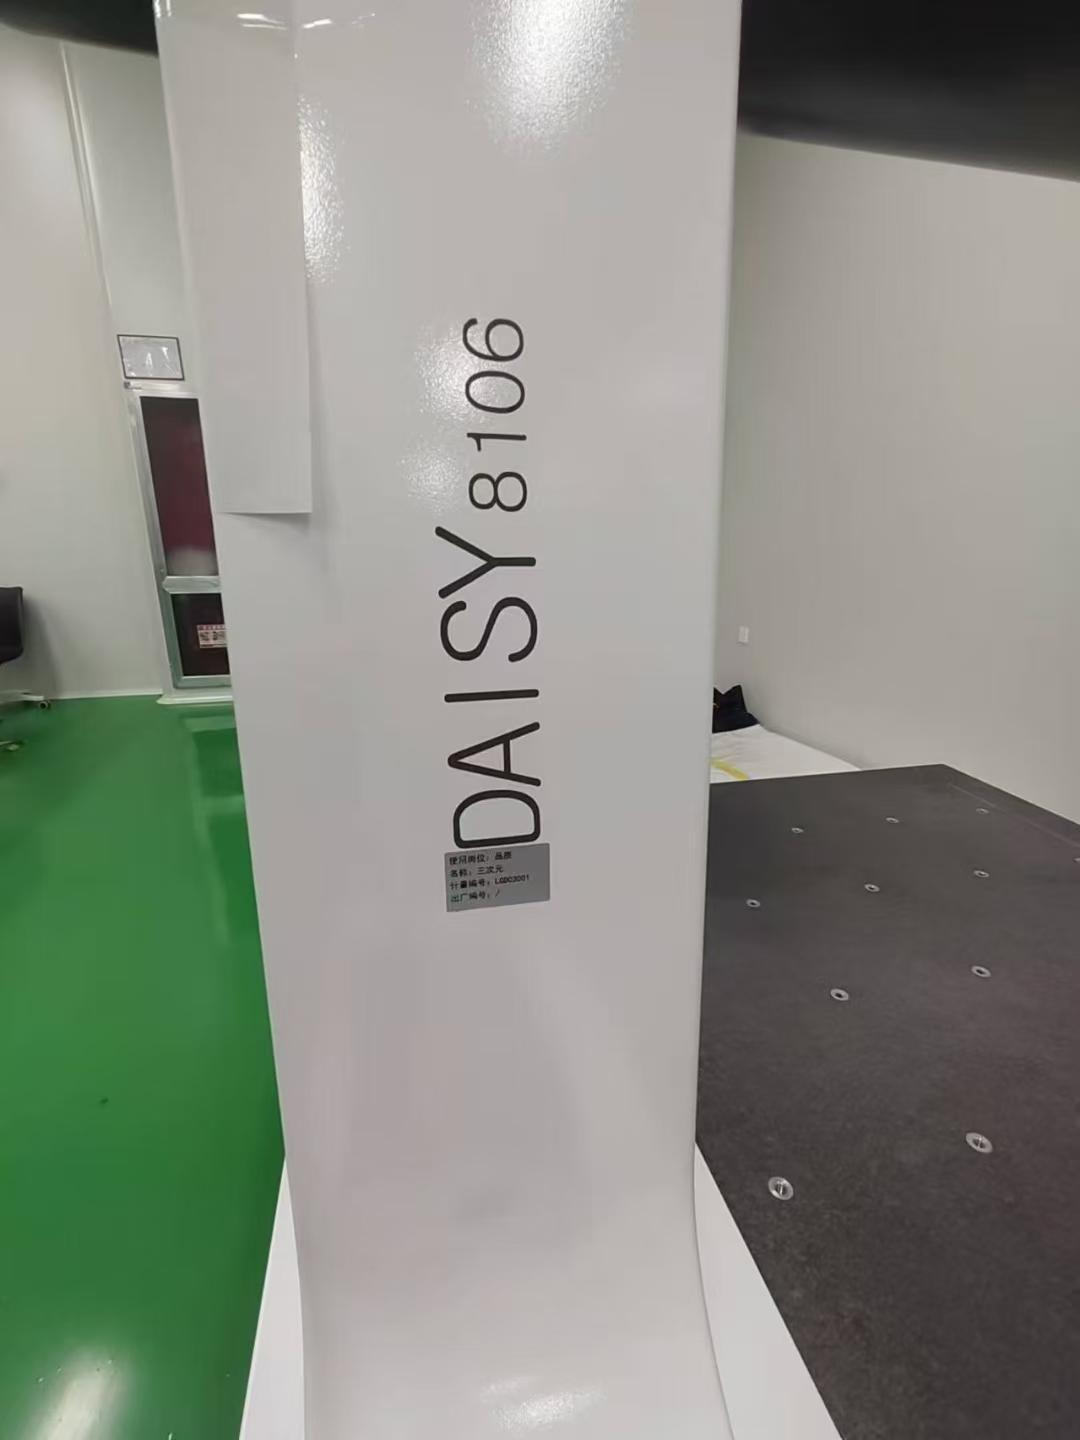 DAISY 8106
使用岗位：品质
名称：三次元
计量编号：LGD03001
出厂编号：/